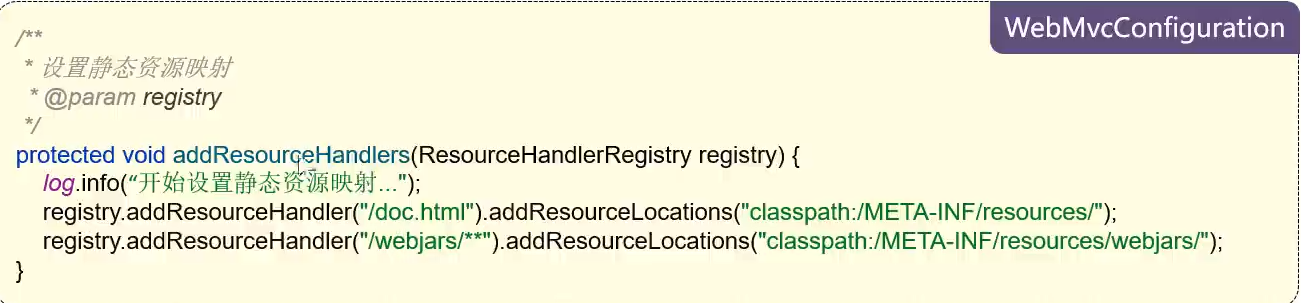 WebMvcConfiguration
/**
 * 设置静态资源映射
 * @param registry
 */
protected void addResourceHandlers(ResourceHandlerRegistry registry) {
    log.info(“开始设置静态资源映射...");
    registry.addResourceHandler("/doc.html").addResourceLocations("classpath:/META-INF/resources/");
    registry.addResourceHandler("/webjars/**").addResourceLocations("classpath:/META-INF/resources/webjars/");
}